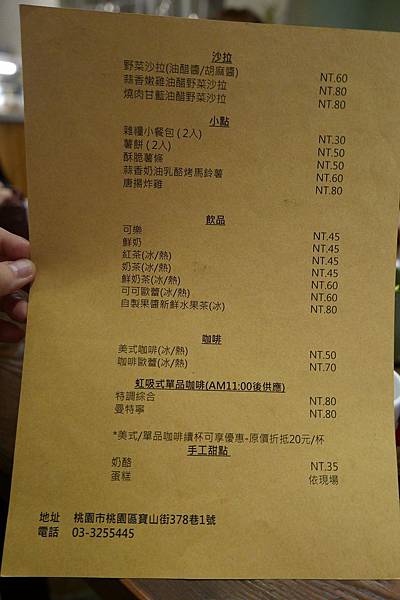 沙拉
野菜沙拉(油醋醬/胡麻醬) NT.60
蒜香嫩雞油醋野菜沙拉 NT.80
燒肉甘藍油醋野菜沙拉 NT.80
小點
雜糧小餐包 (2入) NT.30
薯餅 (2入) NT.50
酥脆薯條 NT.50
蒜香奶油乳酪烤馬鈴薯 NT.60
唐揚炸雞 NT.80
飲品
可樂 NT.45
鮮奶 NT.45
紅茶(冰/熱) NT.45
奶茶(冰/熱) NT.45
鮮奶茶(冰/熱) NT.60
可可歐蕾(冰/熱) NT.60
自製果醬新鮮水果茶(冰) NT.80
咖啡
美式咖啡(冰/熱) NT.50
咖啡歐蕾(冰/熱) NT.70
虹吸式單品咖啡(AM11:00後供應)
特調綜合 NT.80
曼特寧 NT.80
*美式/單品咖啡續杯可享優惠-原價折抵20元/杯
手工甜點
奶酪 NT.35
蛋糕 依現場
地址 桃園市桃園區寶山街378巷1號
電話 03-3255445